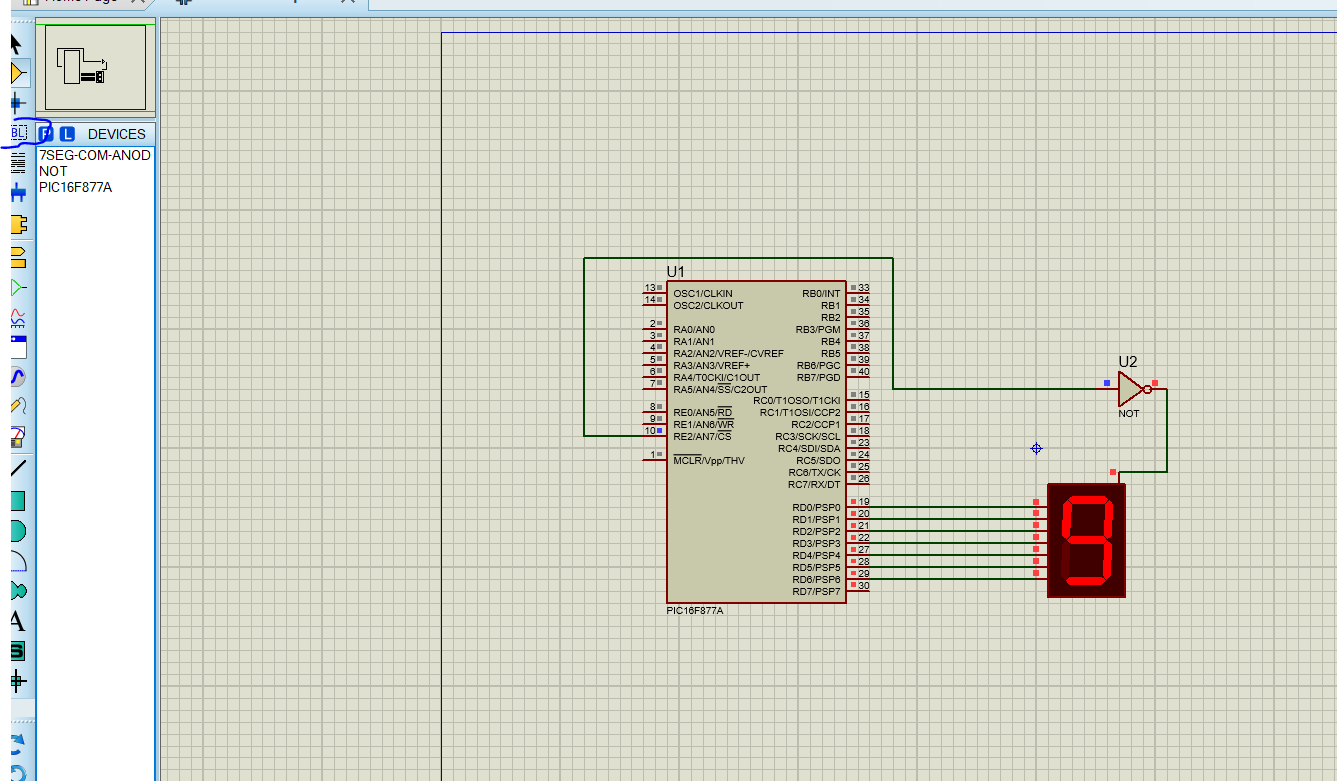 Home Page
BL
P L DEVICES
7SEG-COM-ANOD
NOT
PIC16F877A
U1
13 OSC1/CLKIN RB0/INT 33
14 OSC2/CLKOUT RB1 34
RB2 35
2 RA0/AN0 RB3/PGM 36
3 RA1/AN1 RB4 37
4 RA2/AN2/VREF-/CVREF RB5 38
5 RA3/AN3/VREF+ RB6/PGC 39
6 RA4/T0CKI/C1OUT RB7/PGD 40
7 RA5/AN4/SS/C2OUT
RC0/T1OSO/T1CKI 15
8 RE0/AN5/RD RC1/T1OSI/CCP2 16
9 RE1/AN6/WR RC2/CCP1 17
10 RE2/AN7/CS RC3/SCK/SCL 18
RC4/SDI/SDA 23
1 MCLR/Vpp/THV RC5/SDO 24
RC6/TX/CK 25
RC7/RX/DT 26
RD0/PSP0 19
RD1/PSP1 20
RD2/PSP2 21
RD3/PSP3 22
RD4/PSP4 27
RD5/PSP5 28
RD6/PSP6 29
RD7/PSP7 30
PIC16F877A
U2
NOT
9
A
S